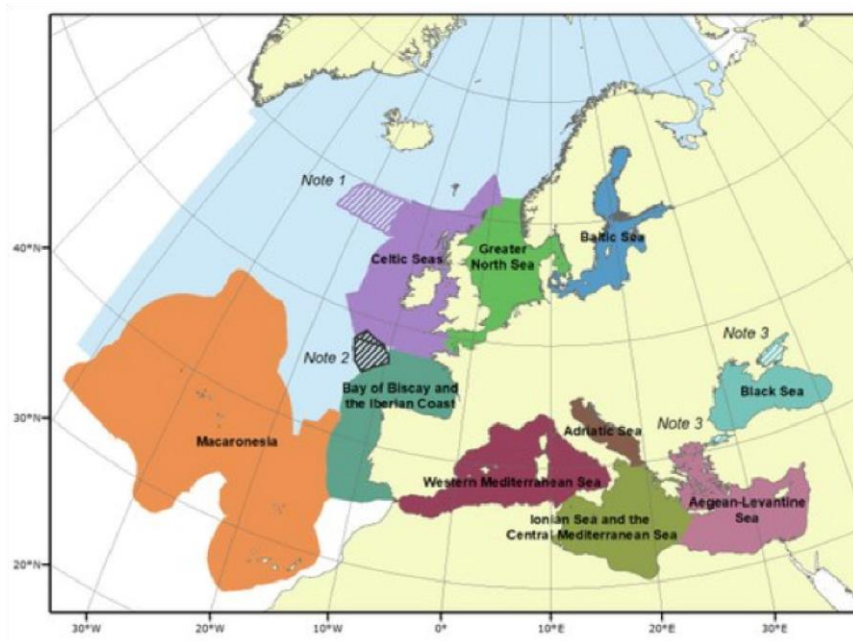 Note 1
40°N
Celtic Seas
Greater
North Sea
Baltic Sea
Note 2
Note 3
Bay of Biscay and
the Iberian Coast
Black Sea
30°N
Macaronesia
Adriatic Sea
Note 3
Western Mediterranean Sea
Aegean-Levantine
Sea
Ionian Sea and the
Central Mediterranean Sea
20°N
30°W
20°W
10°W
0°
10°E
20°E
30°E